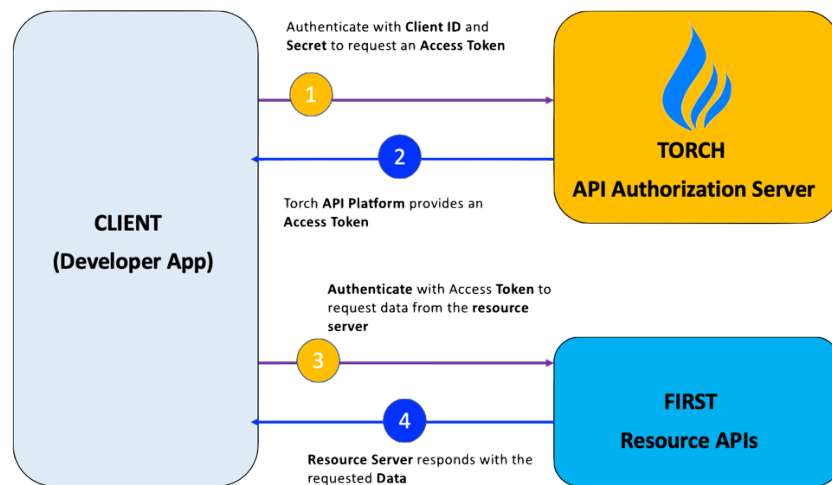 Authenticate with Client ID and
Secret to request an Access Token
1
TORCH
API Authorization Server
2
Torch API Platform provides an
Access Token
CLIENT
(Developer App)
Authenticate with Access Token to
request data from the resource
server
3
FIRST
Resource APIs
4
Resource Server responds with the
requested Data